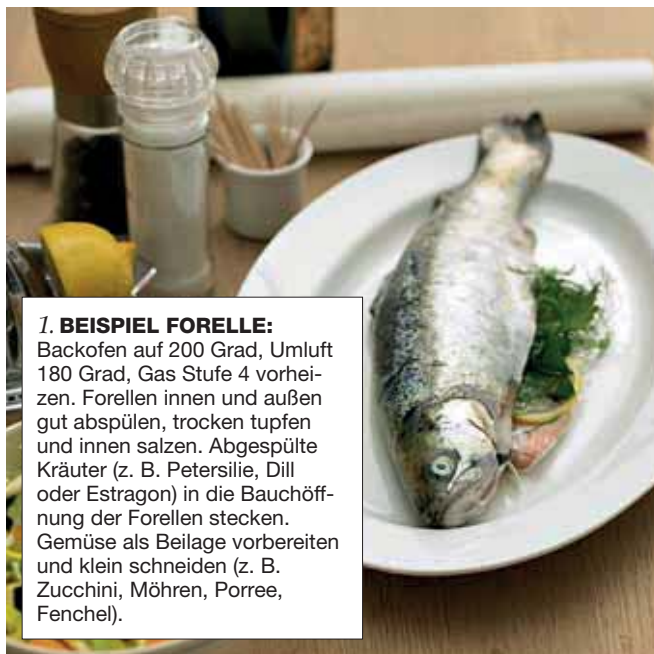 1. BEISPIEL FORELLE:
Backofen auf 200 Grad, Umluft
180 Grad, Gas Stufe 4 vorhei-
zen. Forellen innen und außen
gut abspülen, trocken tupfen
und innen salzen. Abgespülte
Kräuter (z. B. Petersilie, Dill
oder Estragon) in die Bauchöff-
nung der Forellen stecken.
Gemüse als Beilage vorbereiten
und klein schneiden (z. B.
Zucchini, Möhren, Porree,
Fenchel).